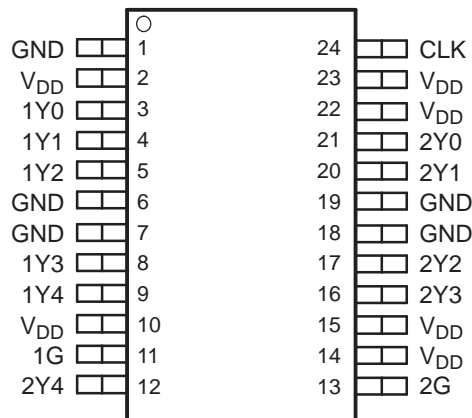 GND 1 24 CLK
VDD 2 23 VDD
1Y0 3 22 VDD
1Y1 4 21 2Y0
1Y2 5 20 2Y1
GND 6 19 GND
GND 7 18 GND
1Y3 8 17 2Y2
1Y4 9 16 2Y3
VDD 10 15 VDD
1G 11 14 VDD
2Y4 12 13 2G